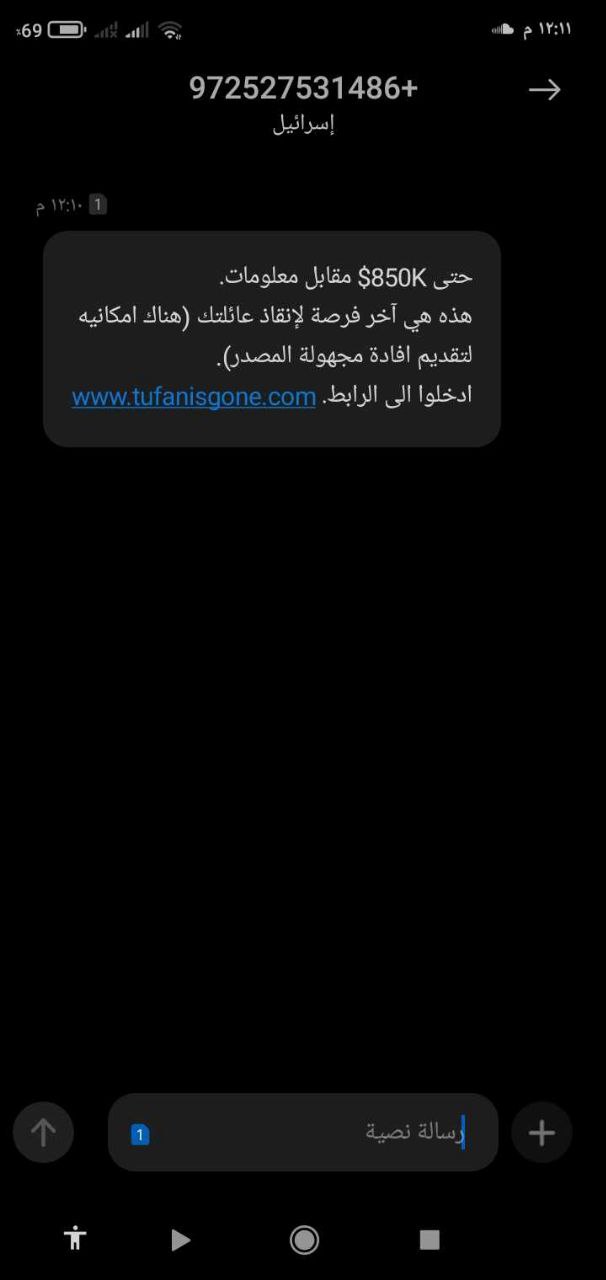 ١٢:١١ م
٪69
972527531486+
إسرائيل
1 ١٢:١٠ م
حتى 850K$ مقابل معلومات.
هذه هي آخر فرصة لإنقاذ عائلتك (هناك امكانيه
لتقديم افادة مجهولة المصدر).
ادخلوا الى الرابط. www.tufanisgone.com
رسالة نصية
1